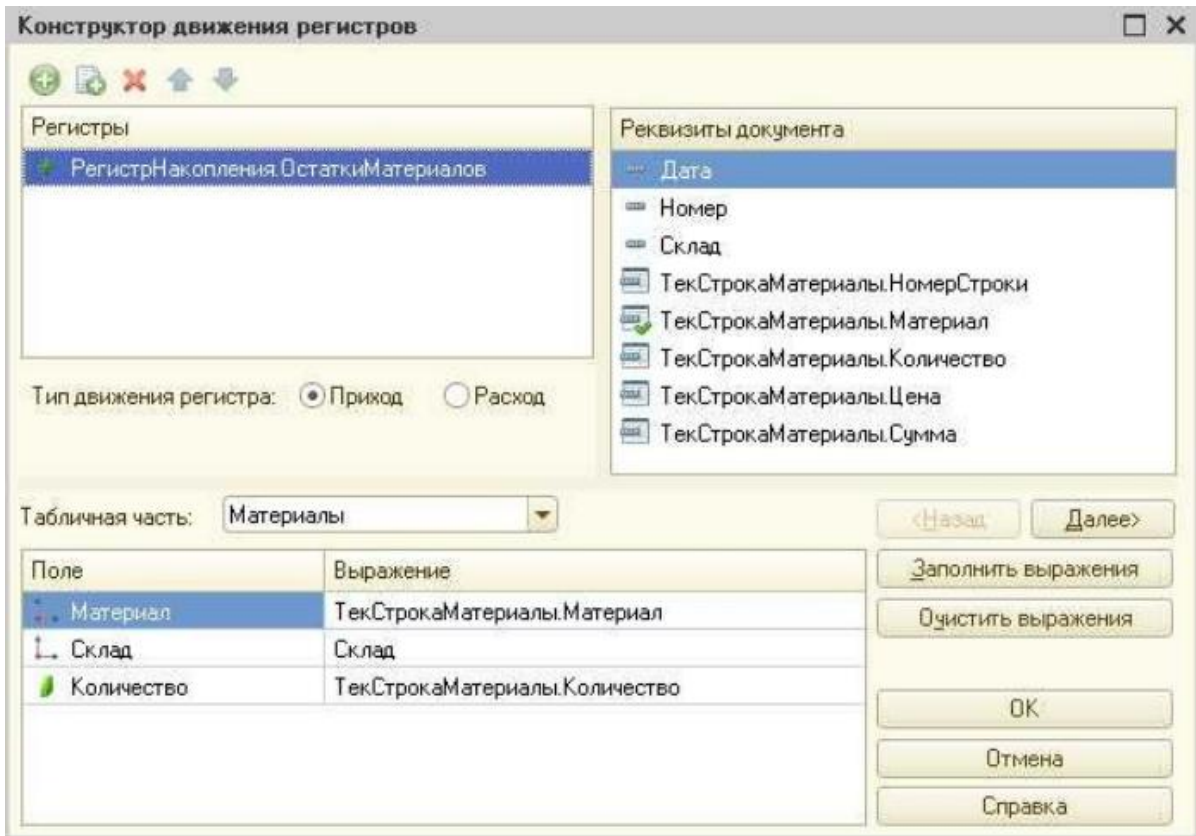 Конструктор движения регистров
Регистры
РегистрНакопления.ОстаткиМатериалов
Реквизиты документа
Дата
Номер
Склад
ТекСтрокаМатериалы.НомерСтроки
ТекСтрокаМатериалы.Материал
ТекСтрокаМатериалы.Количество
ТекСтрокаМатериалы.Цена
ТекСтрокаМатериалы.Сумма
Тип движения регистра: Приход Расход
Табличная часть: Материалы
<Назад Далее>
Поле Выражение
Материал ТекСтрокаМатериалы.Материал
Склад Склад
Количество ТекСтрокаМатериалы.Количество
Заполнить выражения
Очистить выражения
ОК
Отмена
Справка